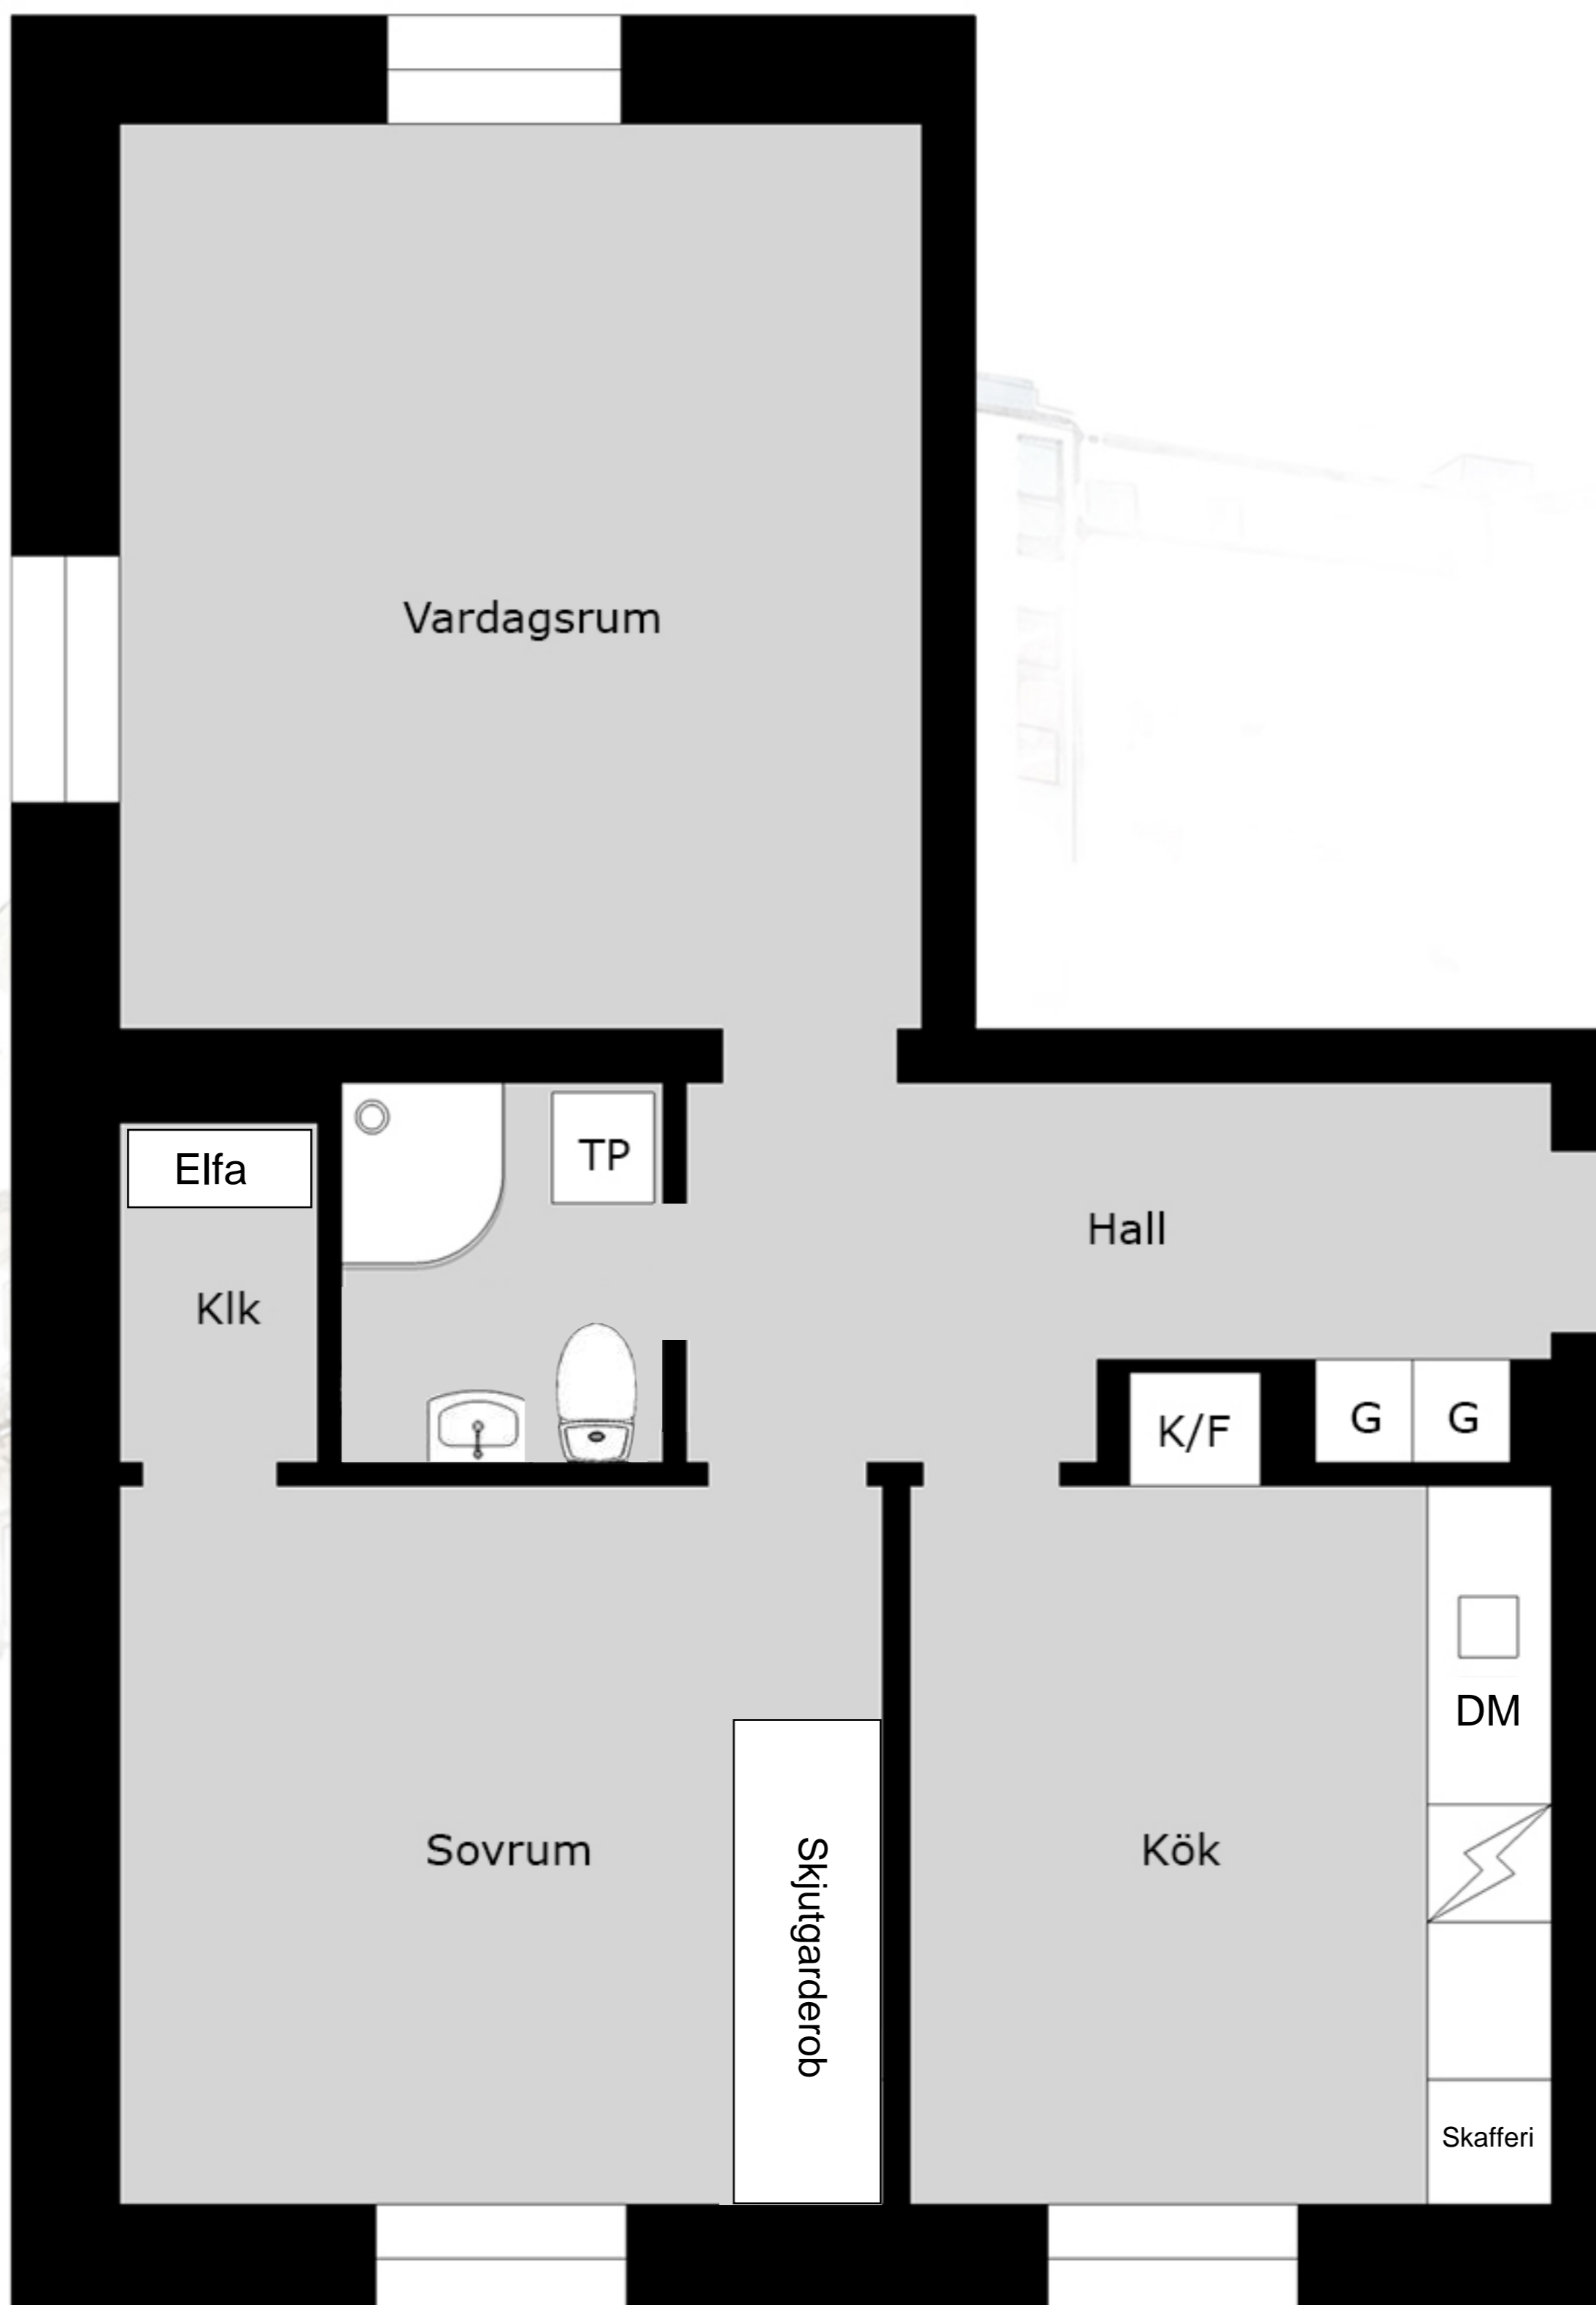 Vardagsrum
Elfa
TP
Hall
Klk
K/F
G
G
DM
Sovrum
Skjutgarderob
Kök
Skafferi